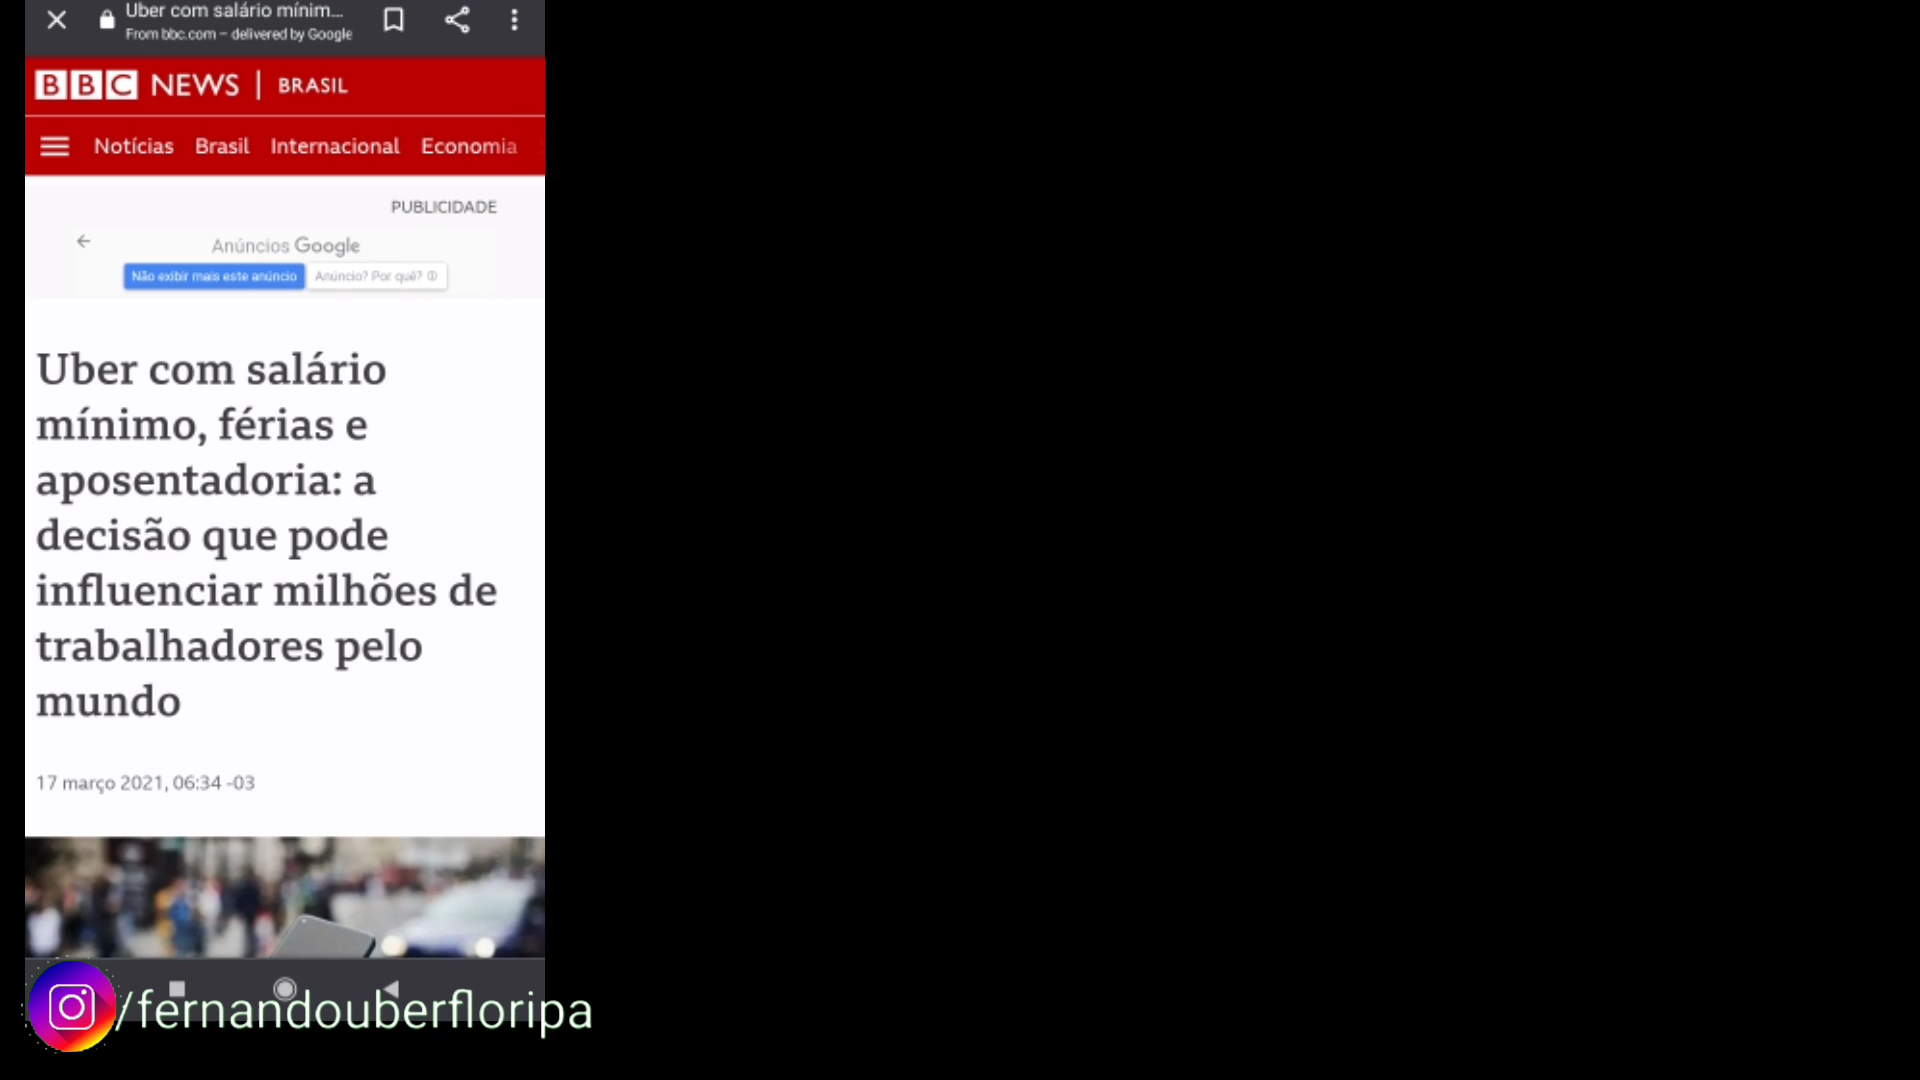 Uber com salário mínim...
From bbc.com – delivered by Google
BBC NEWS | BRASIL
Notícias Brasil Internacional Economia
PUBLICIDADE
Anúncios Google
Não exibir mais este anúncio Anúncio? Por quê?
Uber com salário
mínimo, férias e
aposentadoria: a
decisão que pode
influenciar milhões de
trabalhadores pelo
mundo
17 março 2021, 06:34 -03
/fernandouberfloripa